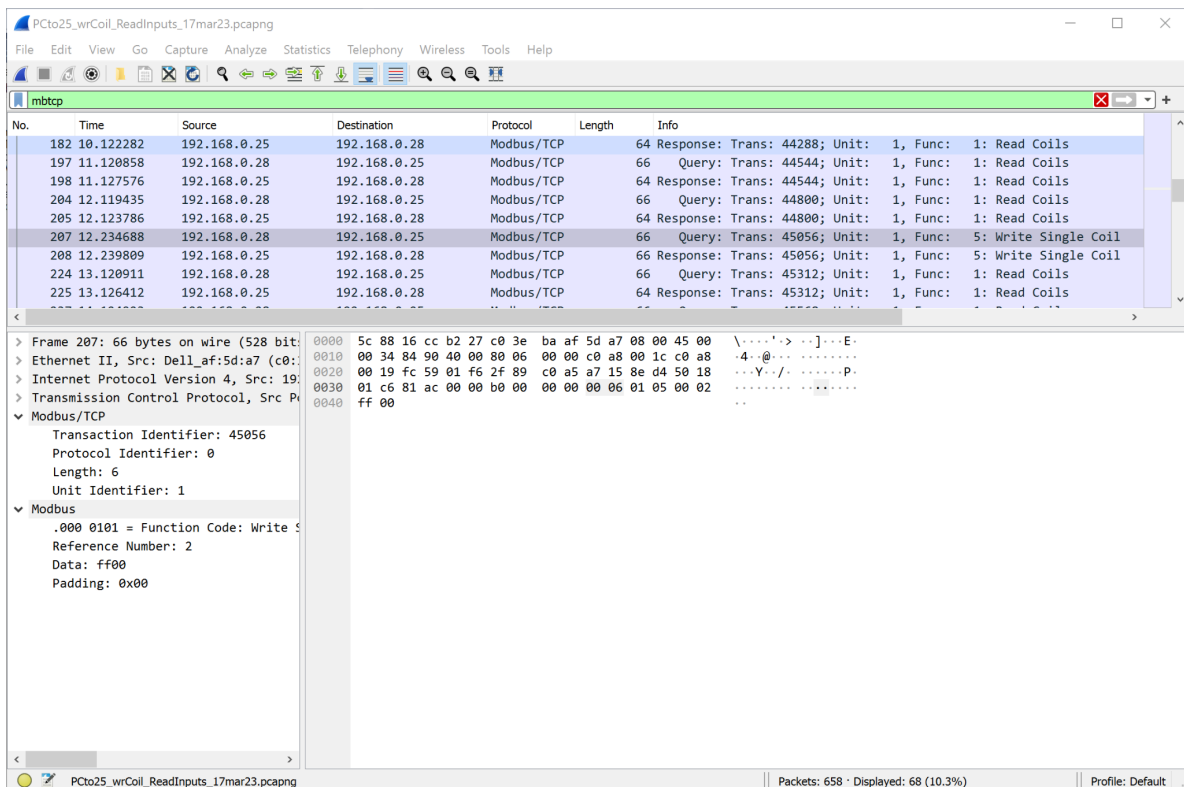 PCto25_wrCoil_ReadInputs_17mar23.pcapng
File Edit View Go Capture Analyze Statistics Telephony Wireless Tools Help
mbtcp
No. Time Source Destination Protocol Length Info
182 10.122282 192.168.0.25 192.168.0.28 Modbus/TCP 64 Response: Trans: 44288; Unit: 1, Func: 1: Read Coils
197 11.120858 192.168.0.28 192.168.0.25 Modbus/TCP 66 Query: Trans: 44544; Unit: 1, Func: 1: Read Coils
198 11.127576 192.168.0.25 192.168.0.28 Modbus/TCP 64 Response: Trans: 44544; Unit: 1, Func: 1: Read Coils
204 12.119435 192.168.0.28 192.168.0.25 Modbus/TCP 66 Query: Trans: 44800; Unit: 1, Func: 1: Read Coils
205 12.123786 192.168.0.25 192.168.0.28 Modbus/TCP 64 Response: Trans: 44800; Unit: 1, Func: 1: Read Coils
207 12.234688 192.168.0.28 192.168.0.25 Modbus/TCP 66 Query: Trans: 45056; Unit: 1, Func: 5: Write Single Coil
208 12.239809 192.168.0.25 192.168.0.28 Modbus/TCP 66 Response: Trans: 45056; Unit: 1, Func: 5: Write Single Coil
224 13.120911 192.168.0.28 192.168.0.25 Modbus/TCP 66 Query: Trans: 45312; Unit: 1, Func: 1: Read Coils
225 13.126412 192.168.0.25 192.168.0.28 Modbus/TCP 64 Response: Trans: 45312; Unit: 1, Func: 1: Read Coils
Frame 207: 66 bytes on wire (528 bit
Ethernet II, Src: Dell_af:5d:a7 (c0:
Internet Protocol Version 4, Src: 19
Transmission Control Protocol, Src P
Modbus/TCP
Transaction Identifier: 45056
Protocol Identifier: 0
Length: 6
Unit Identifier: 1
Modbus
.000 0101 = Function Code: Write S
Reference Number: 2
Data: ff00
Padding: 0x00
0000 5c 88 16 cc b2 27 c0 3e ba af 5d a7 08 00 45 00 \····'·> ··]···E·
0010 00 34 84 90 40 00 80 06 00 00 c0 a8 00 1c c0 a8 ·4··@··· ········
0020 00 19 fc 59 01 f6 2f 89 c0 a5 a7 15 8e d4 50 18 ···Y··/· ······P·
0030 01 c6 81 ac 00 00 b0 00 00 00 00 06 01 05 00 02 ········ ········
0040 ff 00 ··
PCto25_wrCoil_ReadInputs_17mar23.pcapng Packets: 658 · Displayed: 68 (10.3%) Profile: Default